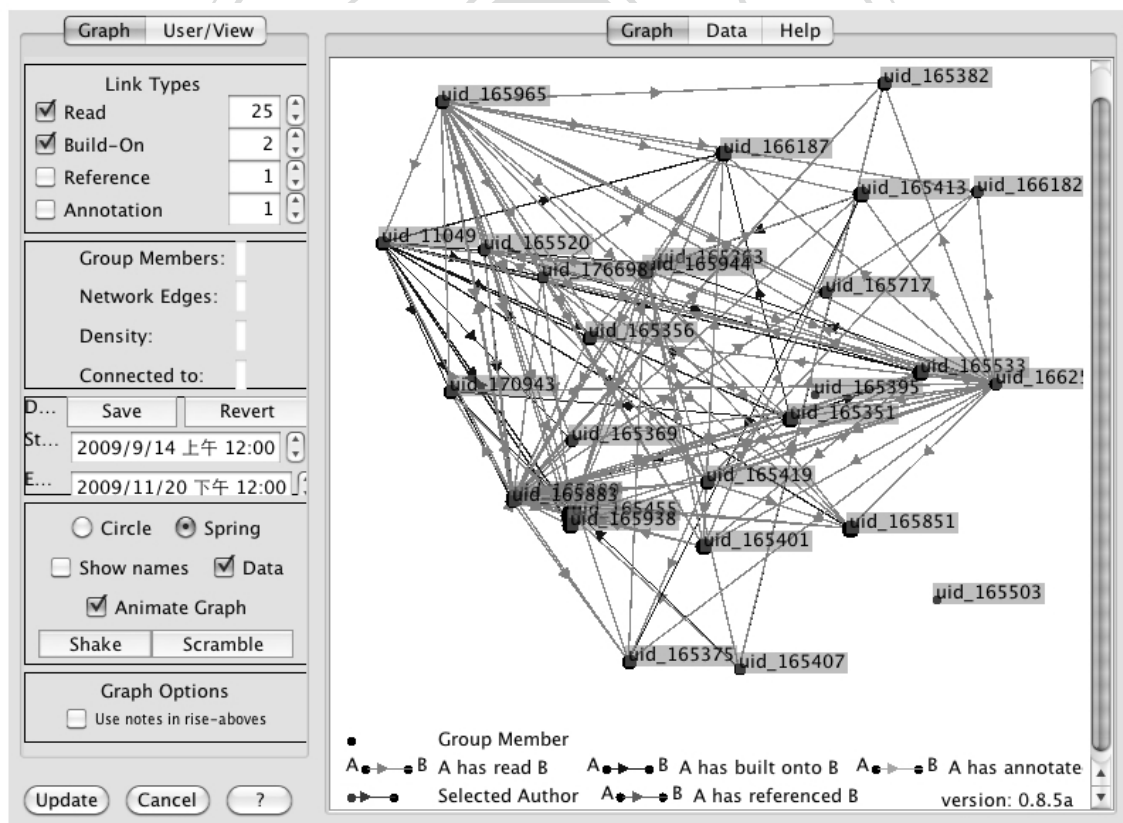 Graph User/View
Link Types
Read 25
Build-On 2
Reference 1
Annotation 1
Group Members:
Network Edges:
Density:
Connected to:
D... Save Revert
St... 2009/9/14 上午 12:00
E... 2009/11/20 下午 12:00
Circle Spring
Show names Data
Animate Graph
Shake Scramble
Graph Options
Use notes in rise-aboves
Update Cancel ?
Graph Data Help
uid_165382
uid_165965
uid_166187
uid_165413
uid_166182
uid_11049
uid_165520
uid_176698
uid_165944
uid_165717
uid_165356
uid_165533
uid_16625
uid_170943
uid_165395
uid_165351
uid_165369
uid_165419
uid_165883
uid_165938
uid_165851
uid_165401
uid_165503
uid_165375
uid_165407
Group Member
A B A has read B A B A has built onto B A B A has annotate
Selected Author A B A has referenced B version: 0.8.5a